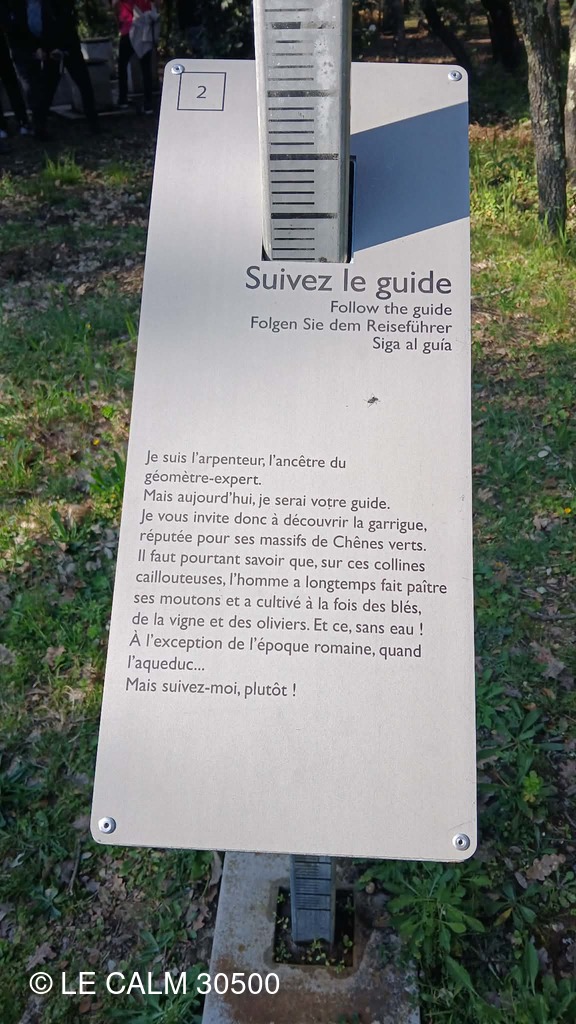 2
Suivez le guide
Follow the guide
Folgen Sie dem Reiseführer
Siga al guía
Je suis l'arpenteur, l'ancêtre du
géomètre-expert.
Mais aujourd'hui, je serai votre guide.
Je vous invite donc à découvrir la garrigue,
réputée pour ses massifs de Chênes verts.
Il faut pourtant savoir que, sur ces collines
caillouteuses, l'homme a longtemps fait paître
ses moutons et a cultivé à la fois des blés,
de la vigne et des oliviers. Et ce, sans eau !
À l'exception de l'époque romaine, quand
l'aqueduc...
Mais suivez-moi, plutôt !
© LE CALM 30500